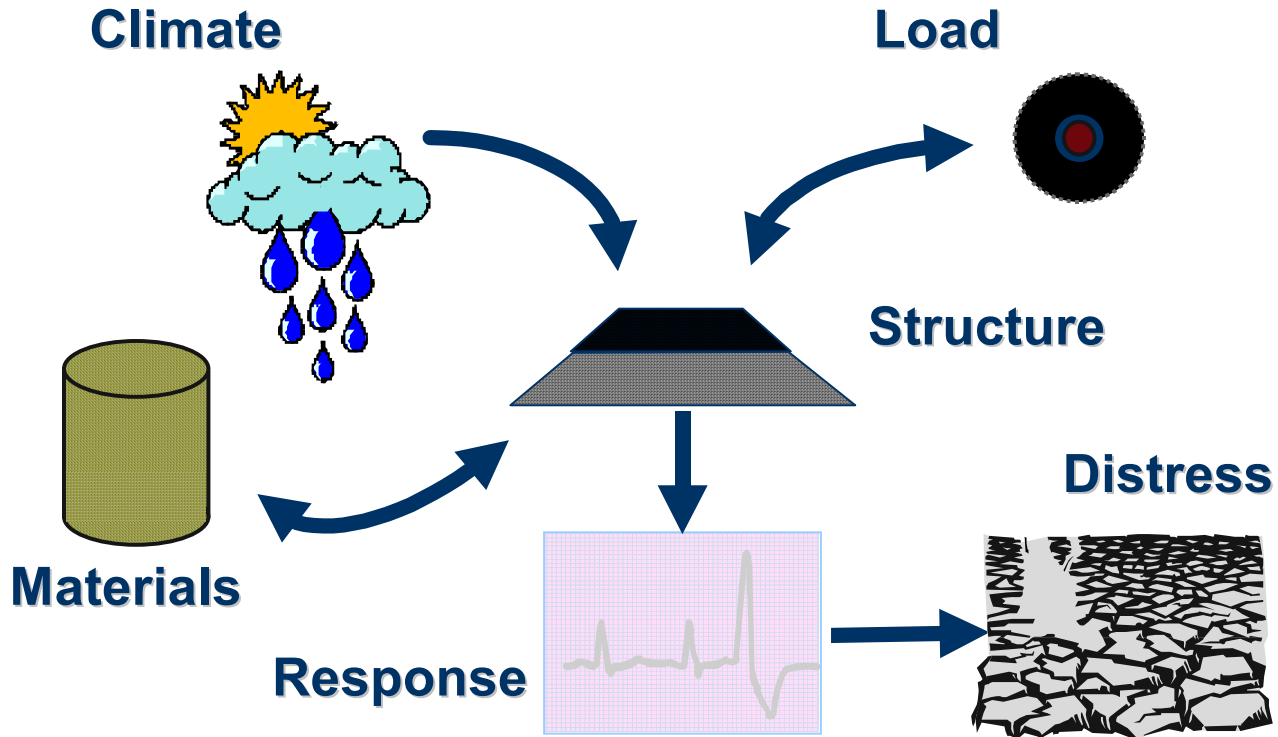 Climate
Load
Structure
Distress
Materials
Response